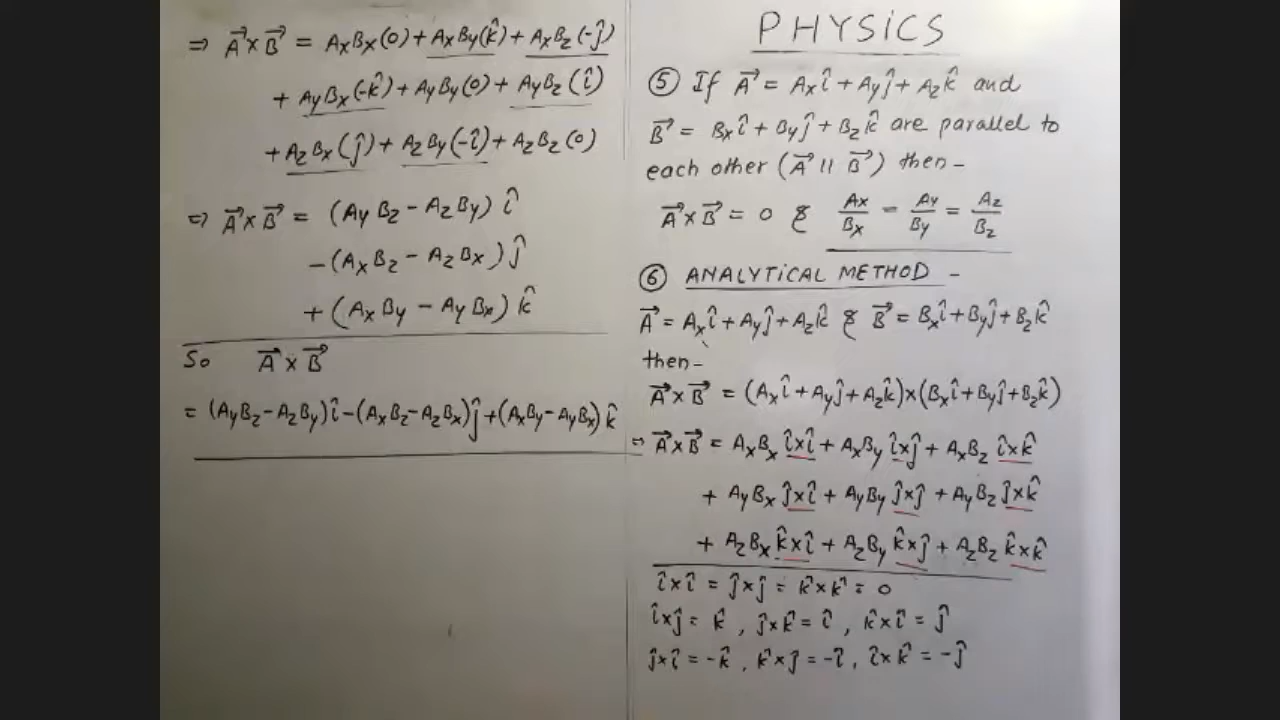 PHYSICS
⑤ If A⃗ = Axî + Ayĵ + Azk̂ and
B⃗ = Bxî + Byĵ + Bzk̂ are parallel to
each other (A⃗ || B⃗) then -
A⃗ × B⃗ = 0 & Ax/Bx = Ay/By = Az/Bz
⑥ ANALYTICAL METHOD -
A⃗ = Axî + Ayĵ + Azk̂ & B⃗ = Bxî + Byĵ + Bzk̂
then -
A⃗ × B⃗ = (Axî + Ayĵ + Azk̂) × (Bxî + Byĵ + Bzk̂)
⇒ A⃗ × B⃗ = AxBx î×î + AxBy î×ĵ + AxBz î×k̂
+ AyBx ĵ×î + AyBy ĵ×ĵ + AyBz ĵ×k̂
+ AzBx k̂×î + AzBy k̂×ĵ + AzBz k̂×k̂
î×î = ĵ×ĵ = k̂×k̂ = 0
î×ĵ = k̂, ĵ×k̂ = î, k̂×î = ĵ
ĵ×î = -k̂, k̂×ĵ = -î, î×k̂ = -ĵ
⇒ A⃗ × B⃗ = AxBx(0) + AxBy(k̂) + AxBz(-ĵ)
+ AyBx(-k̂) + AyBy(0) + AyBz(î)
+ AzBx(ĵ) + AzBy(-î) + AzBz(0)
⇒ A⃗ × B⃗ = (AyBz - AzBy) î
- (AxBz - AzBx) ĵ
+ (AxBy - AyBx) k̂
So A⃗ × B⃗
= (AyBz - AzBy)î - (AxBz - AzBx)ĵ + (AxBy - AyBx)k̂